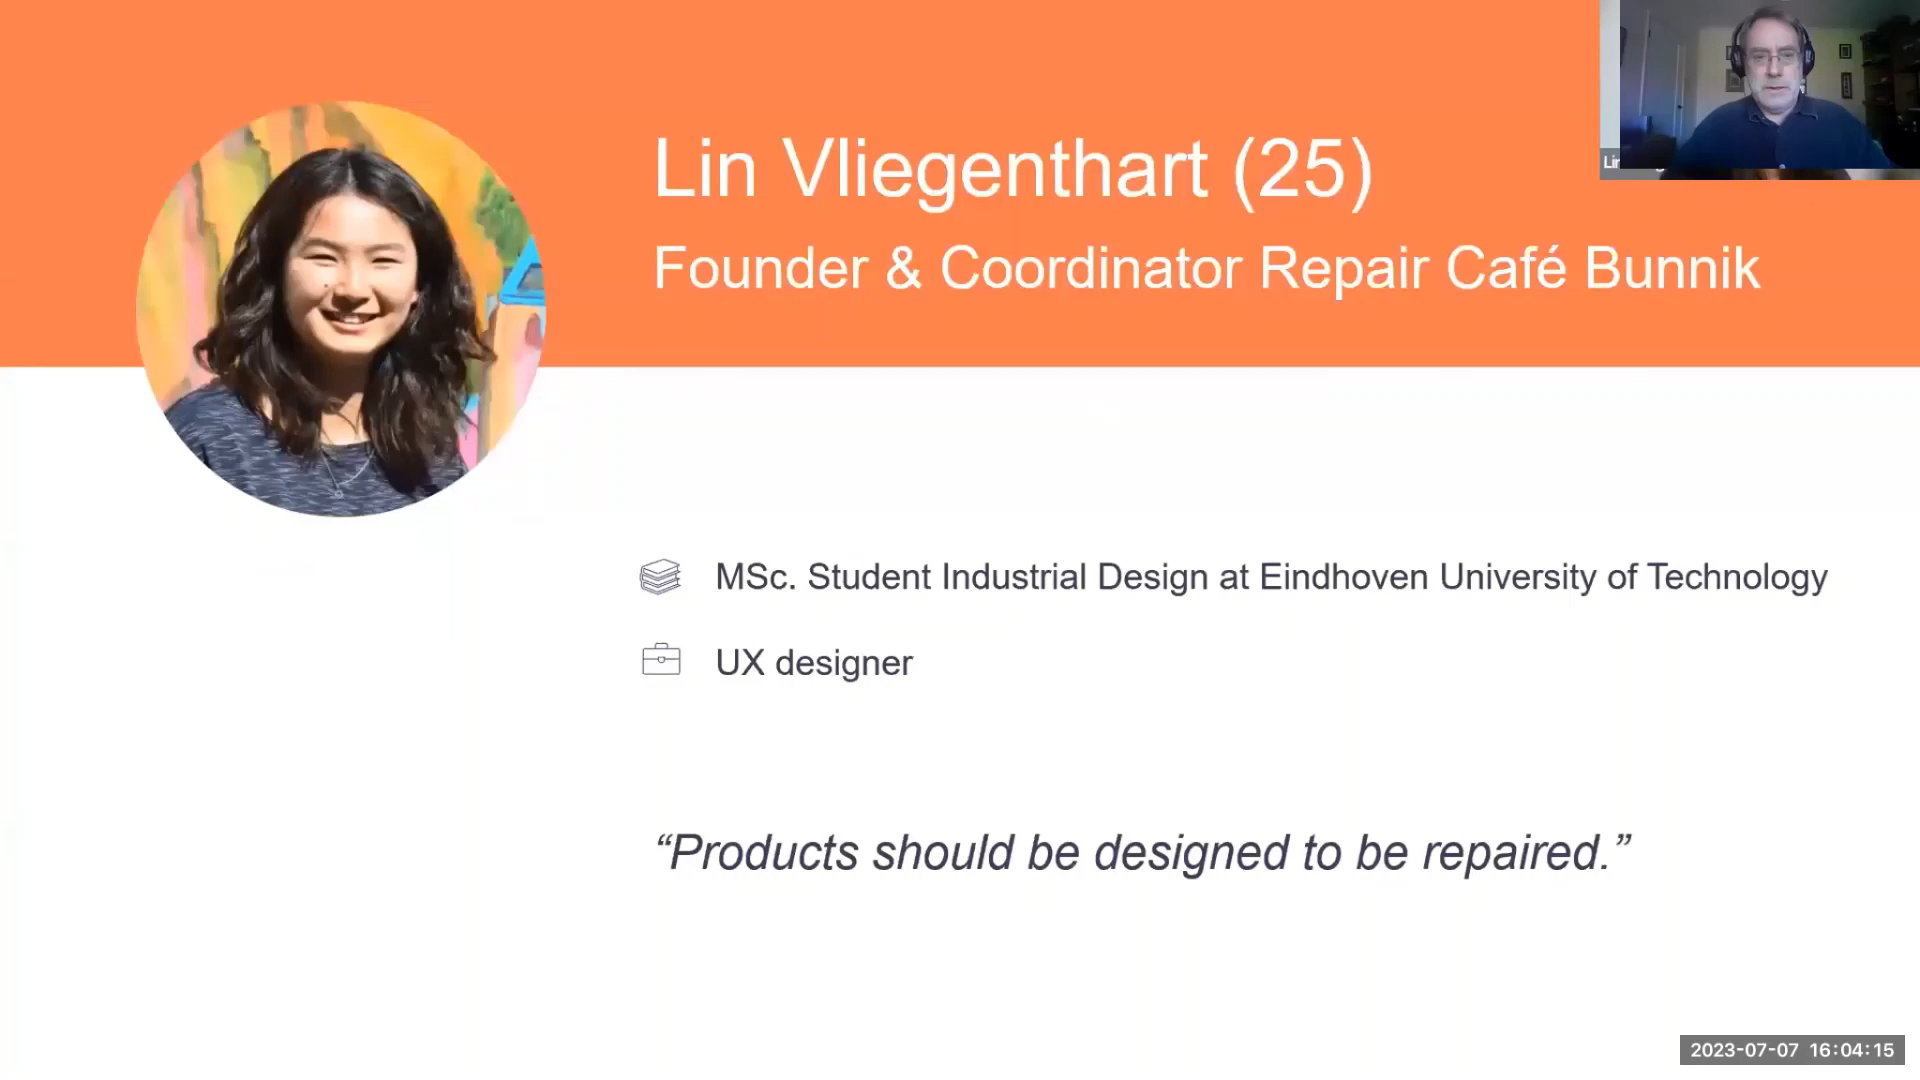 Lin Vliegenthart (25)
Founder & Coordinator Repair Café Bunnik
MSc. Student Industrial Design at Eindhoven University of Technology
UX designer
“Products should be designed to be repaired.”
2023-07-07 16:04:15